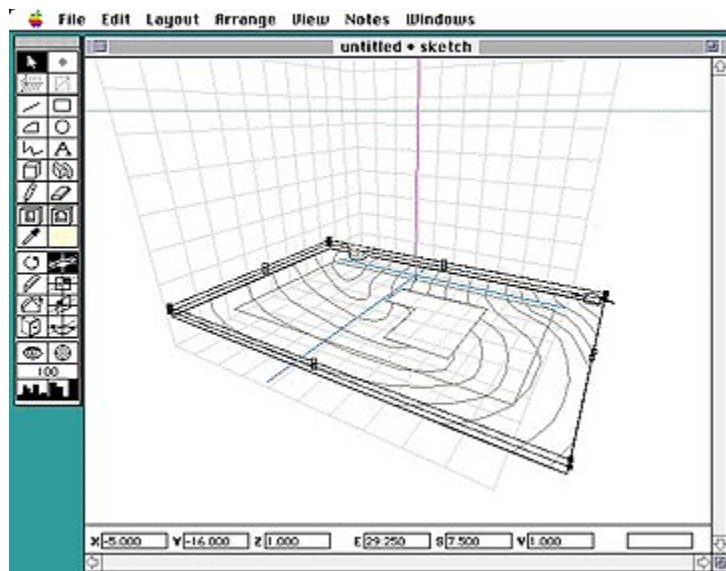 File Edit Layout Arrange View Notes Windows
untitled • sketch
A
100
X -5.000 Y -16.000 Z 1.000 E 29.250 S 7.500 V 1.000